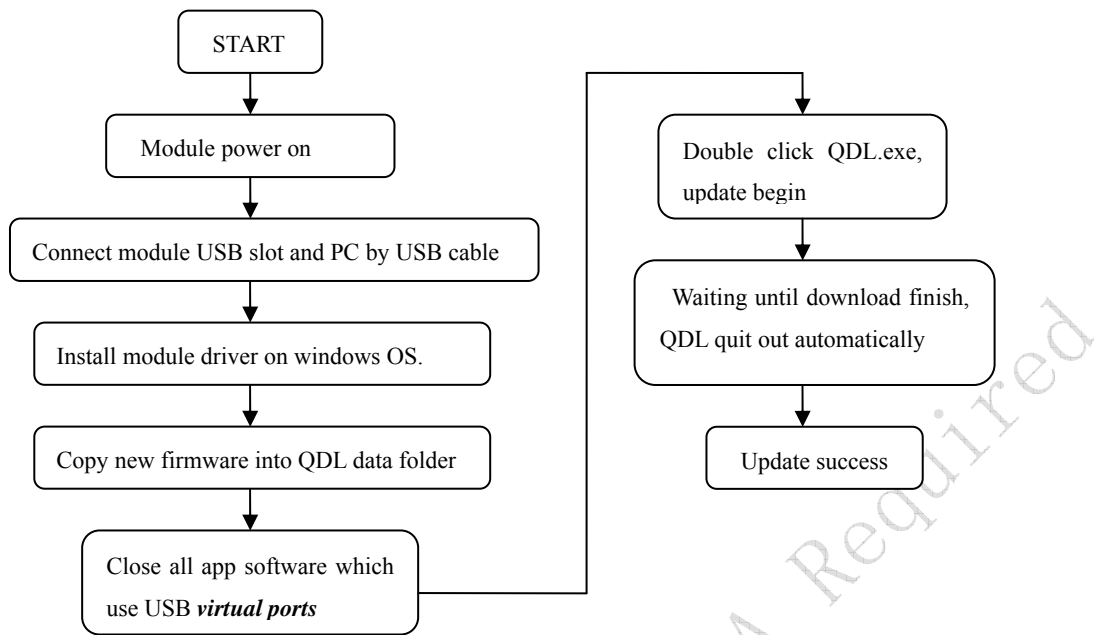 START
Module power on
Connect module USB slot and PC by USB cable
Install module driver on windows OS.
Copy new firmware into QDL data folder
Close all app software which
use USB virtual ports
Double click QDL.exe,
update begin
Waiting until download finish,
QDL quit out automatically
Update success
A Required